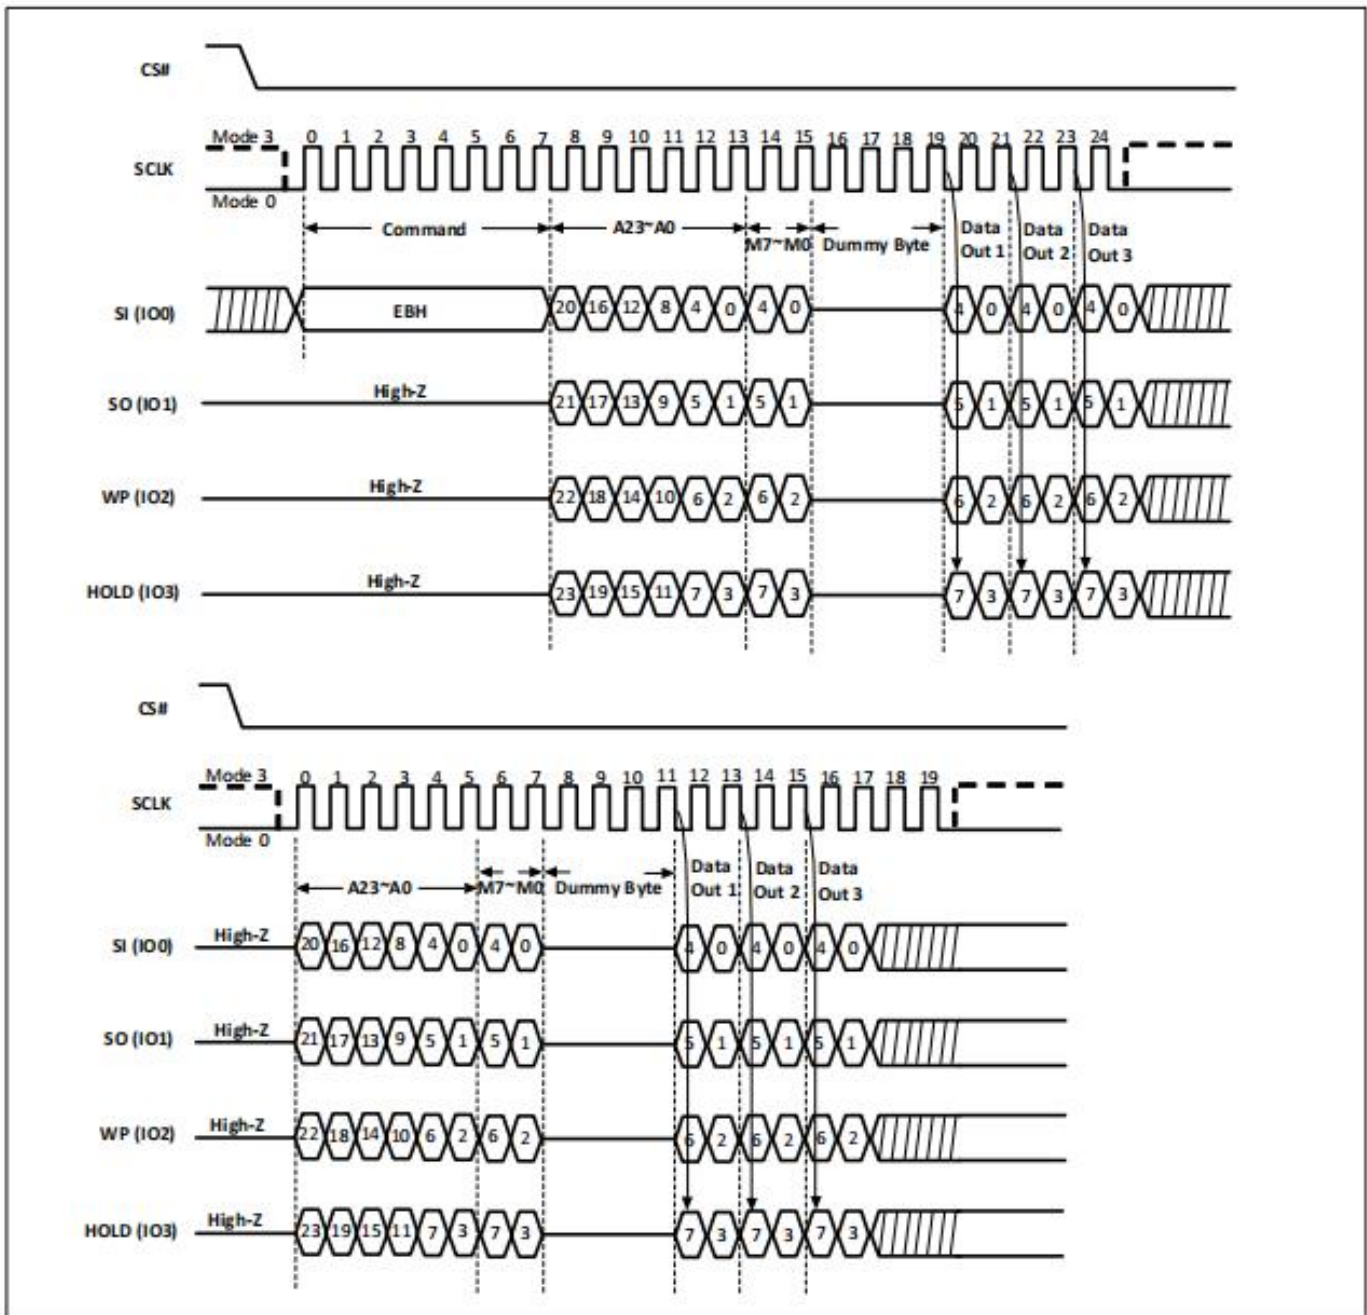 CS#
Mode 3 0 1 2 3 4 5 6 7 8 9 10 11 12 13 14 15 16 17 18 19 20 21 22 23 24
SCLK
Mode 0
Command A23~A0 M7~M0 Dummy Byte Data Out 1 Data Out 2 Data Out 3
SI (IO0) EBH 20 16 12 8 4 0 4 0 4 0 4 0 4 0
SO (IO1) High-Z 21 17 13 9 5 1 5 1 5 1 5 1 5 1
WP (IO2) High-Z 22 18 14 10 6 2 6 2 6 2 6 2 6 2
HOLD (IO3) High-Z 23 19 15 11 7 3 7 3 7 3 7 3 7 3
CS#
Mode 3 0 1 2 3 4 5 6 7 8 9 10 11 12 13 14 15 16 17 18 19
SCLK
Mode 0
A23~A0 M7~M0 Dummy Byte Data Out 1 Data Out 2 Data Out 3
SI (IO0) High-Z 20 16 12 8 4 0 4 0 4 0 4 0 4 0
SO (IO1) High-Z 21 17 13 9 5 1 5 1 5 1 5 1 5 1
WP (IO2) High-Z 22 18 14 10 6 2 6 2 6 2 6 2 6 2
HOLD (IO3) High-Z 23 19 15 11 7 3 7 3 7 3 7 3 7 3